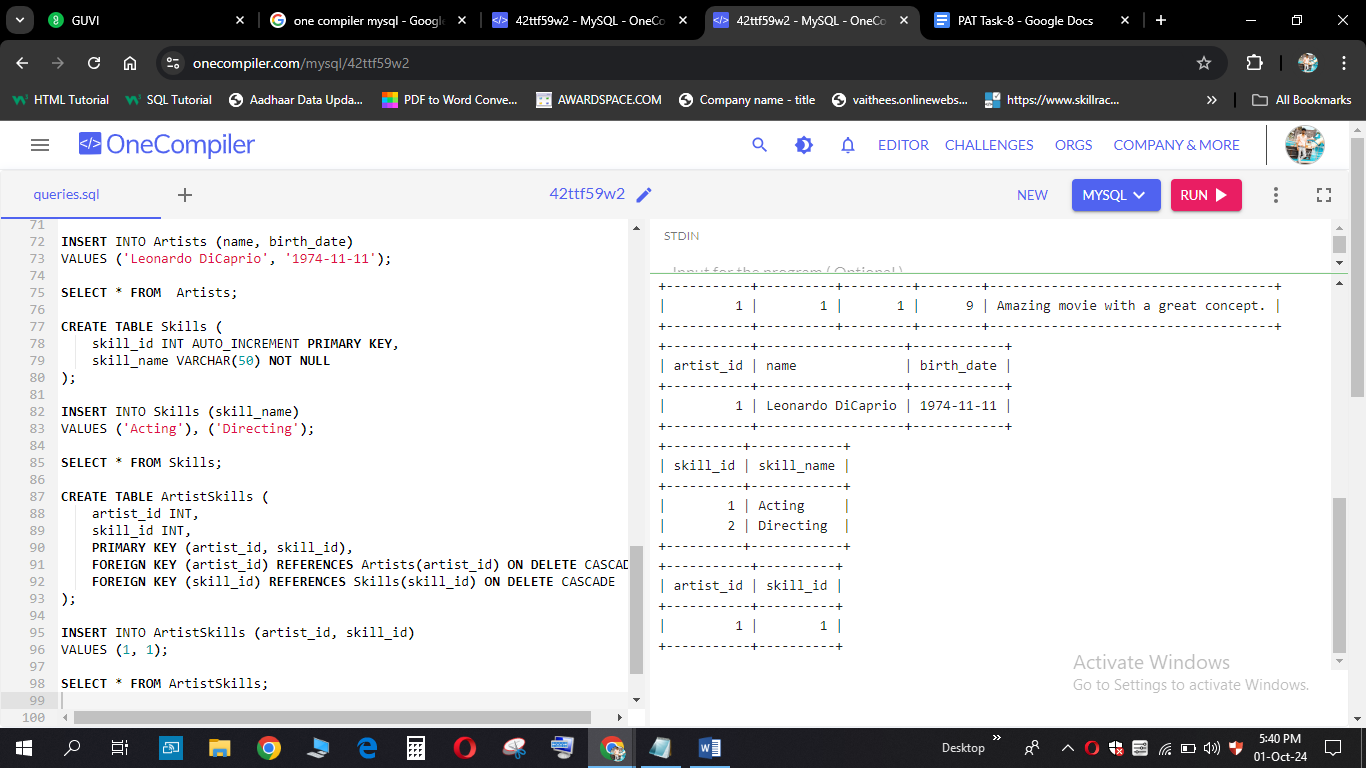 GUVI
one compiler mysql - Googl
42ttf59w2 - MySQL - OneCo
42ttf59w2 - MySQL - OneCo
PAT Task-8 - Google Docs
onecompiler.com/mysql/42ttf59w2
HTML Tutorial
SQL Tutorial
Aadhaar Data Upda...
PDF to Word Conve...
AWARDSPACE.COM
Company name - title
vaithees.onlinewebs...
https://www.skillrac...
All Bookmarks
OneCompiler
EDITOR
CHALLENGES
ORGS
COMPANY & MORE
queries.sql
42ttf59w2
NEW
MYSQL
RUN
71
72 INSERT INTO Artists (name, birth_date)
73 VALUES ('Leonardo DiCaprio', '1974-11-11');
74
75 SELECT * FROM  Artists;
76
77 CREATE TABLE Skills (
78     skill_id INT AUTO_INCREMENT PRIMARY KEY,
79     skill_name VARCHAR(50) NOT NULL
80 );
81
82 INSERT INTO Skills (skill_name)
83 VALUES ('Acting'), ('Directing');
84
85 SELECT * FROM Skills;
86
87 CREATE TABLE ArtistSkills (
88     artist_id INT,
89     skill_id INT,
90     PRIMARY KEY (artist_id, skill_id),
91     FOREIGN KEY (artist_id) REFERENCES Artists(artist_id) ON DELETE CASCAD
92     FOREIGN KEY (skill_id) REFERENCES Skills(skill_id) ON DELETE CASCADE
93 );
94
95 INSERT INTO ArtistSkills (artist_id, skill_id)
96 VALUES (1, 1);
97
98 SELECT * FROM ArtistSkills;
99
100
STDIN
Input for the program ( Optional )
+-----------+----------+---------+--------+-------------------------------------+
|         1 |        1 |       1 |      9 | Amazing movie with a great concept. |
+-----------+----------+---------+--------+-------------------------------------+
+-----------+-------------------+------------+
| artist_id | name              | birth_date |
+-----------+-------------------+------------+
|         1 | Leonardo DiCaprio | 1974-11-11 |
+-----------+-------------------+------------+
+----------+------------+
| skill_id | skill_name |
+----------+------------+
|        1 | Acting     |
|        2 | Directing  |
+----------+------------+
+-----------+----------+
| artist_id | skill_id |
+-----------+----------+
|         1 |        1 |
+-----------+----------+
Activate Windows
Go to Settings to activate Windows.
Desktop
5:40 PM
01-Oct-24